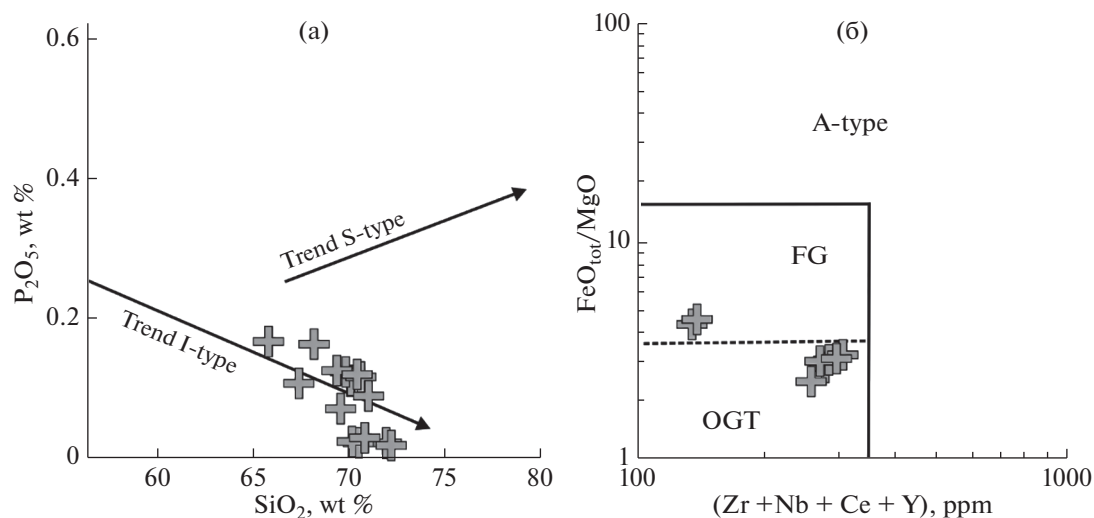 (а)
0.6
0.4
0.2
0
P₂O₅, wt %
Trend S-type
Trend I-type
60
65
70
75
80
SiO₂, wt %
(б)
100
10
1
FeOtot/MgO
A-type
FG
OGT
100
1000
(Zr +Nb + Ce + Y), ppm